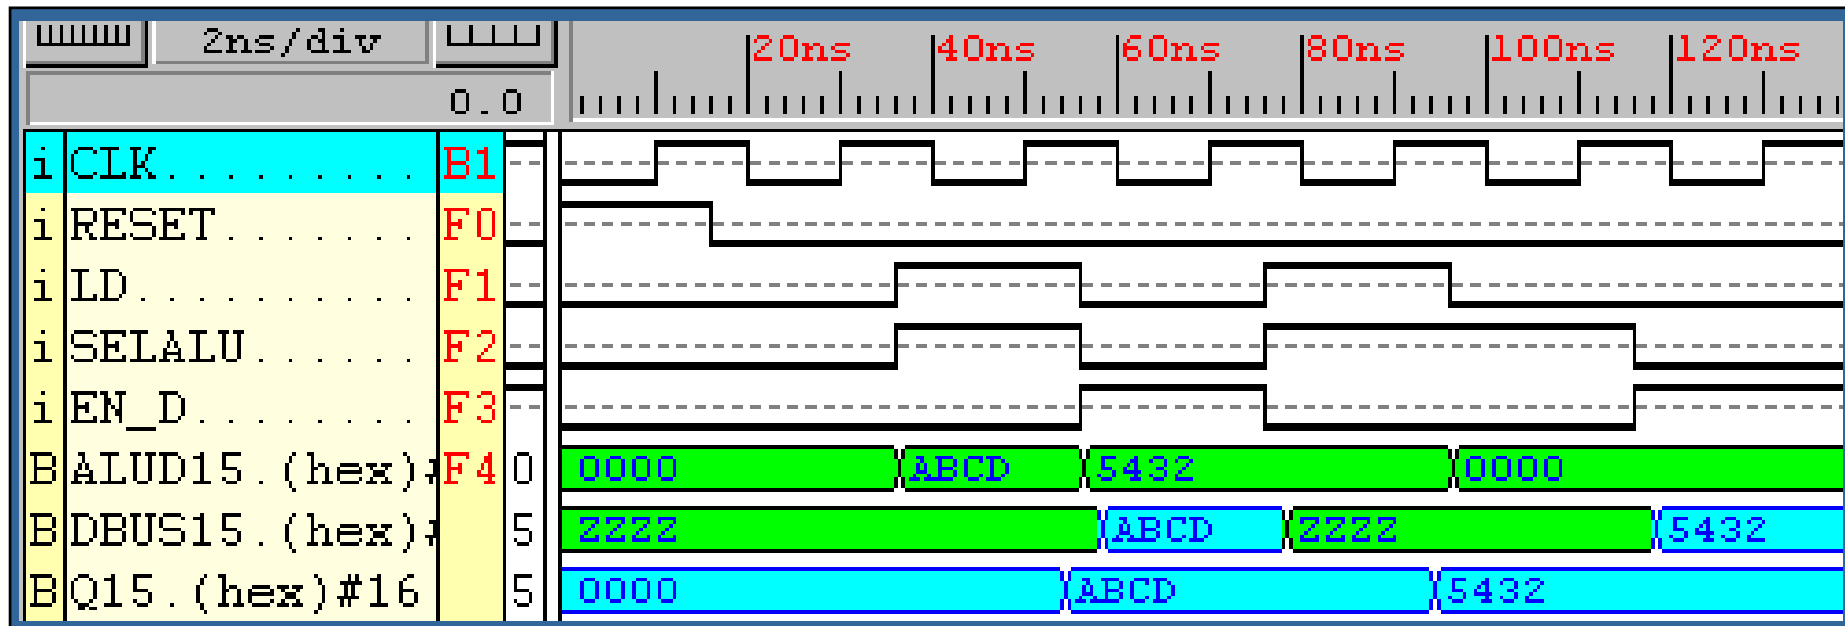 2ns/div 20ns 40ns 60ns 80ns 100ns 120ns
0.0
i CLK.......... B1
i RESET....... F0
i LD.......... F1
i SELALU...... F2
i EN_D........ F3
B ALUD15.(hex)# F4 0 0000 ABCD 5432 0000
B DBUS15.(hex)# 5 ZZZZ ABCD ZZZZ 5432
B Q15.(hex)#16 5 0000 ABCD 5432